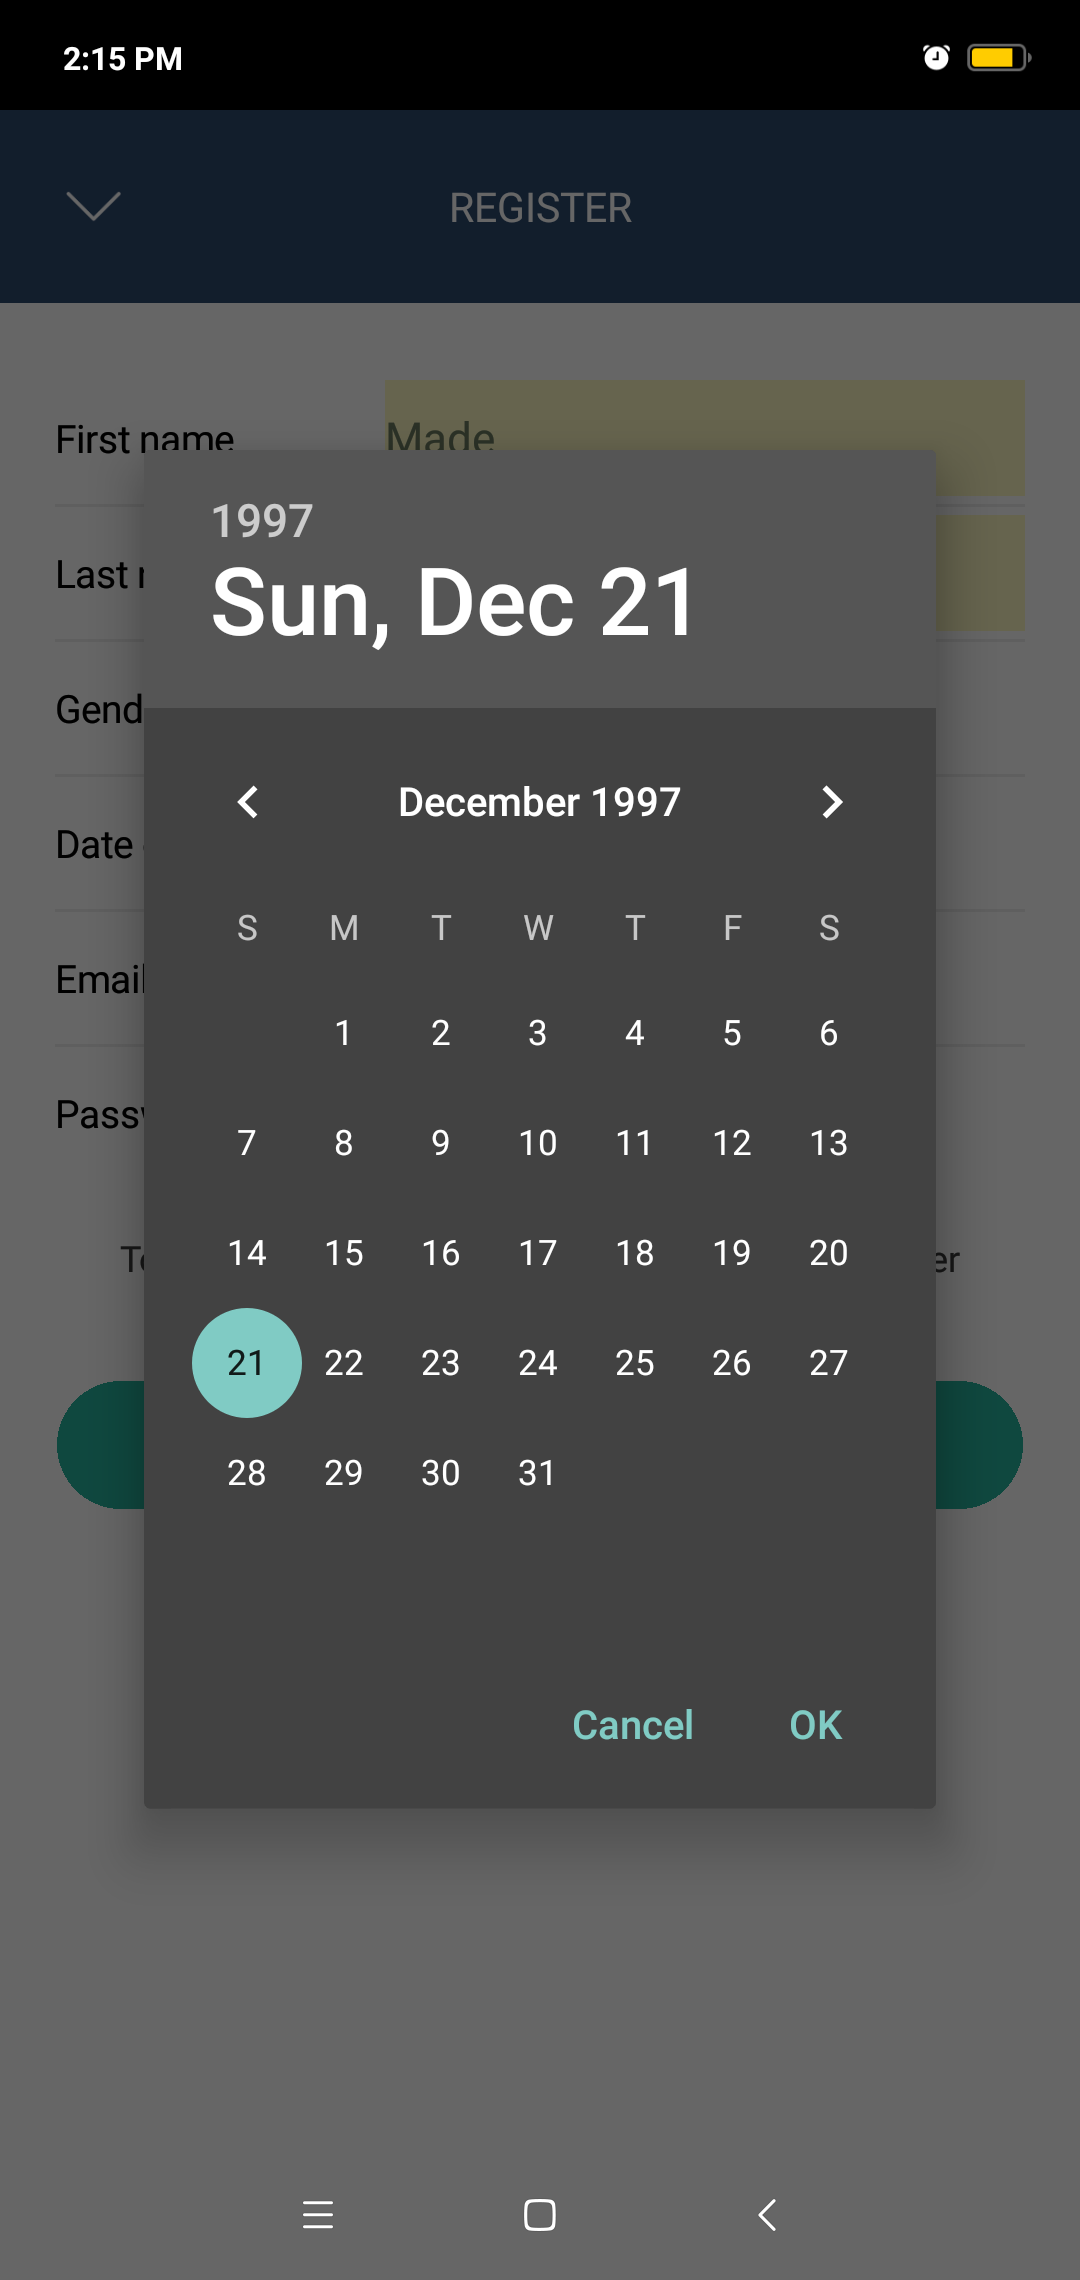 2:15 PM
REGISTER
First name Made
1997
Sun, Dec 21
Last
Gend
Date
Email
Pass
December 1997
S M T W T F S
1 2 3 4 5 6
7 8 9 10 11 12 13
14 15 16 17 18 19 20
21 22 23 24 25 26 27
28 29 30 31
Cancel OK